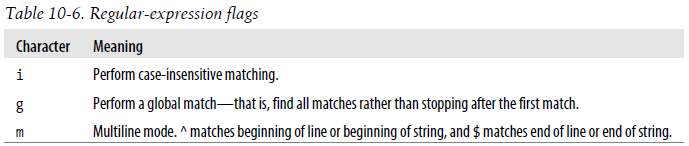 Table 10-6. Regular-expression flags
Character Meaning
i Perform case-insensitive matching.
g Perform a global match—that is, find all matches rather than stopping after the first match.
m Multiline mode. ^ matches beginning of line or beginning of string, and $ matches end of line or end of string.